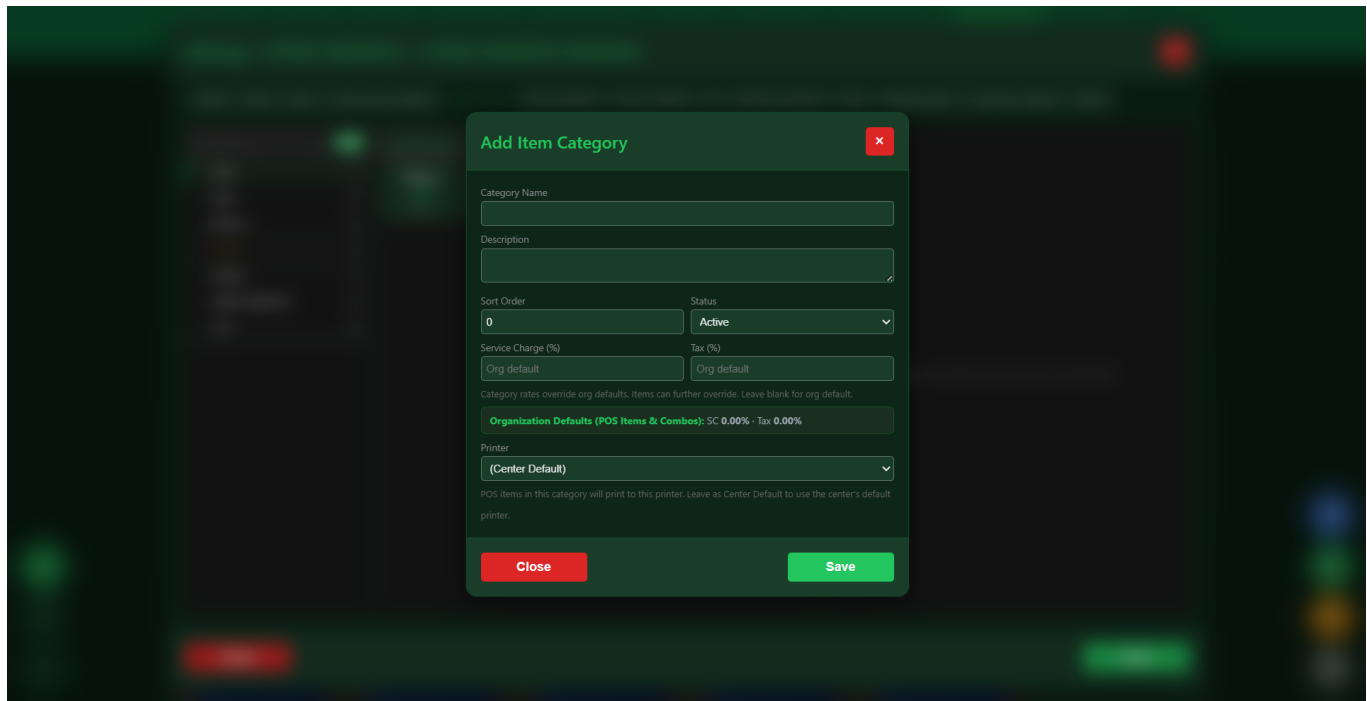 Add Item Category
×
Category Name
Description
Sort Order
Status
0
Active
Service Charge (%)
Tax (%)
Org default
Org default
Category rates override org defaults. Items can further override. Leave blank for org default.
Organization Defaults (POS Items & Combos): SC 0.00% · Tax 0.00%
Printer
(Center Default)
POS items in this category will print to this printer. Leave as Center Default to use the center's default
printer.
Close
Save